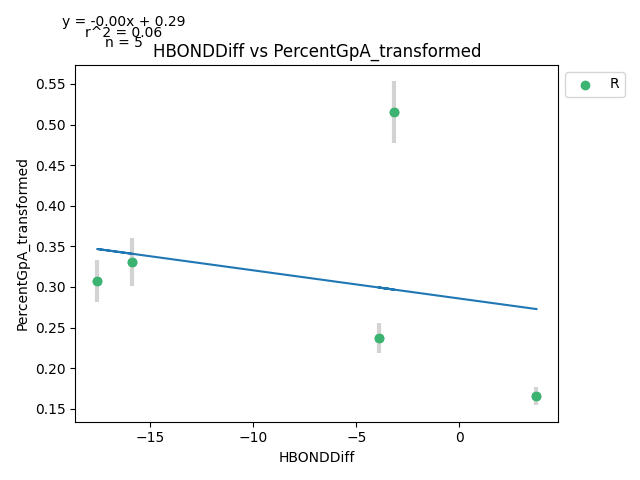 y = -0.00x + 0.29
r^2 = 0.06
n = 5
HBONDDiff vs PercentGpA_transformed
R
PercentGpA_transformed
0.55
0.50
0.45
0.40
0.35
0.30
0.25
0.20
0.15
−15
−10
−5
0
HBONDDiff